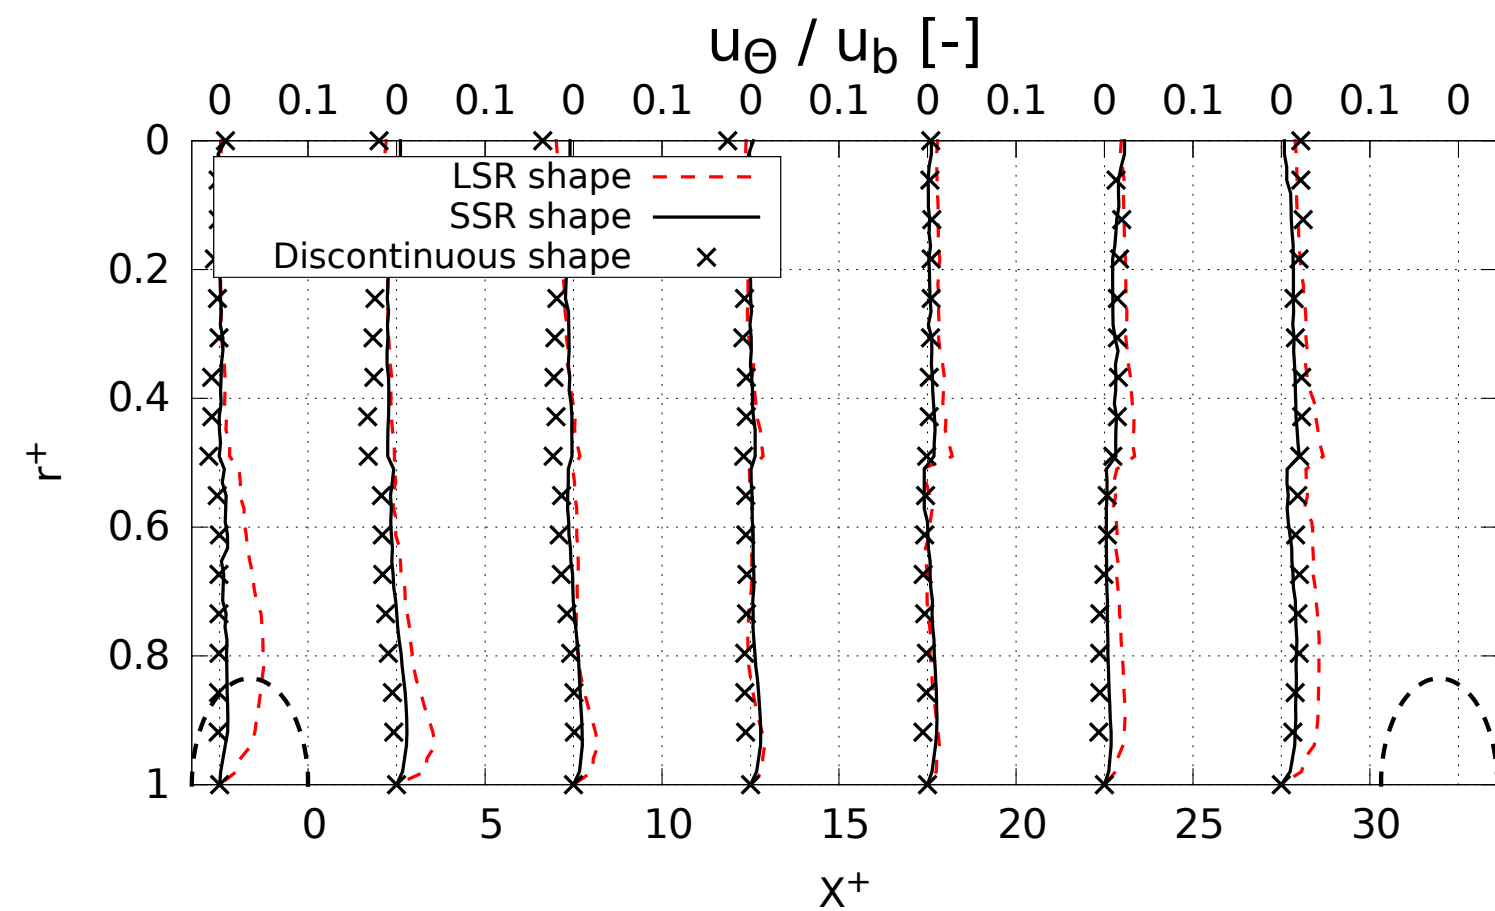 u_Θ / u_b [-]
0 0.1 0 0.1 0 0.1 0 0.1 0 0.1 0 0.1 0 0.1 0
0
LSR shape
SSR shape
Discontinuous shape
0.2
0.4
r⁺
0.6
0.8
1
0 5 10 15 20 25 30
X⁺